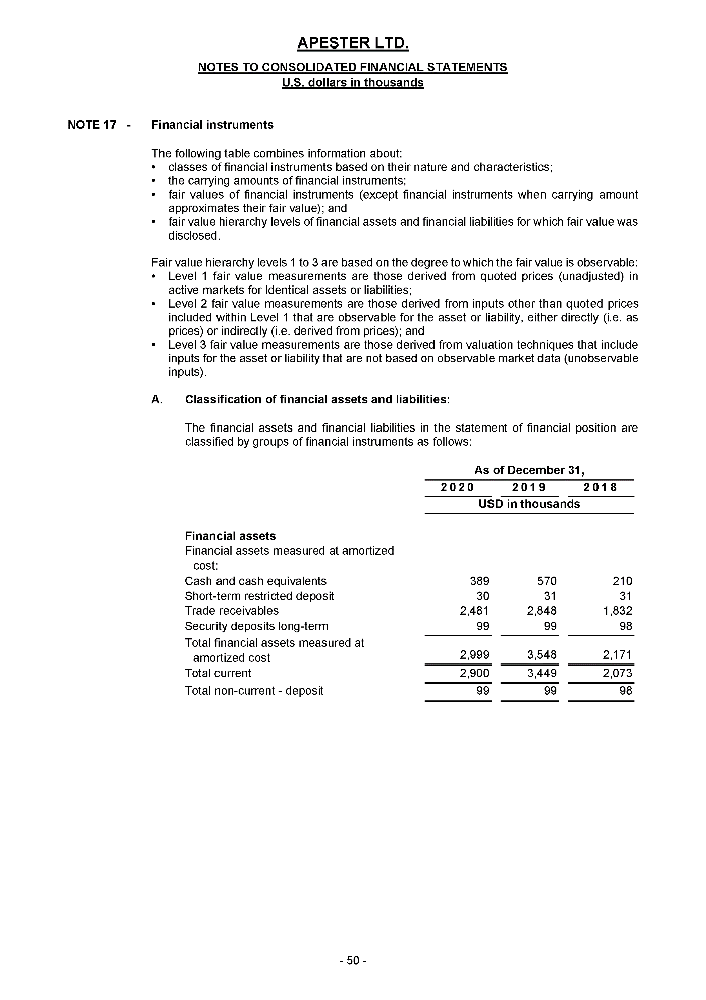 APESTER LTD.
NOTES TO CONSOLIDATED FINANCIAL STATEMENTS
U.S. dollars in thousands
NOTE 17 - Financial instruments
The following table combines information about:
• classes of financial instruments based on their nature and characteristics;
• the carrying amounts of financial instruments;
• fair values of financial instruments (except financial instruments when carrying amount
approximates their fair value); and
• fair value hierarchy levels of financial assets and financial liabilities for which fair value was
disclosed.
Fair value hierarchy levels 1 to 3 are based on the degree to which the fair value is observable:
• Level 1 fair value measurements are those derived from quoted prices (unadjusted) in
active markets for Identical assets or liabilities;
• Level 2 fair value measurements are those derived from inputs other than quoted prices
included within Level 1 that are observable for the asset or liability, either directly (i.e. as
prices) or indirectly (i.e. derived from prices); and
• Level 3 fair value measurements are those derived from valuation techniques that include
inputs for the asset or liability that are not based on observable market data (unobservable
inputs).
A. Classification of financial assets and liabilities:
The financial assets and financial liabilities in the statement of financial position are
classified by groups of financial instruments as follows:
As of December 31,
2020 2019 2018
USD in thousands
Financial assets
Financial assets measured at amortized
cost:
Cash and cash equivalents 389 570 210
Short-term restricted deposit 30 31 31
Trade receivables 2,481 2,848 1,832
Security deposits long-term 99 99 98
Total financial assets measured at
amortized cost 2,999 3,548 2,171
Total current 2,900 3,449 2,073
Total non-current - deposit 99 99 98
- 50 -